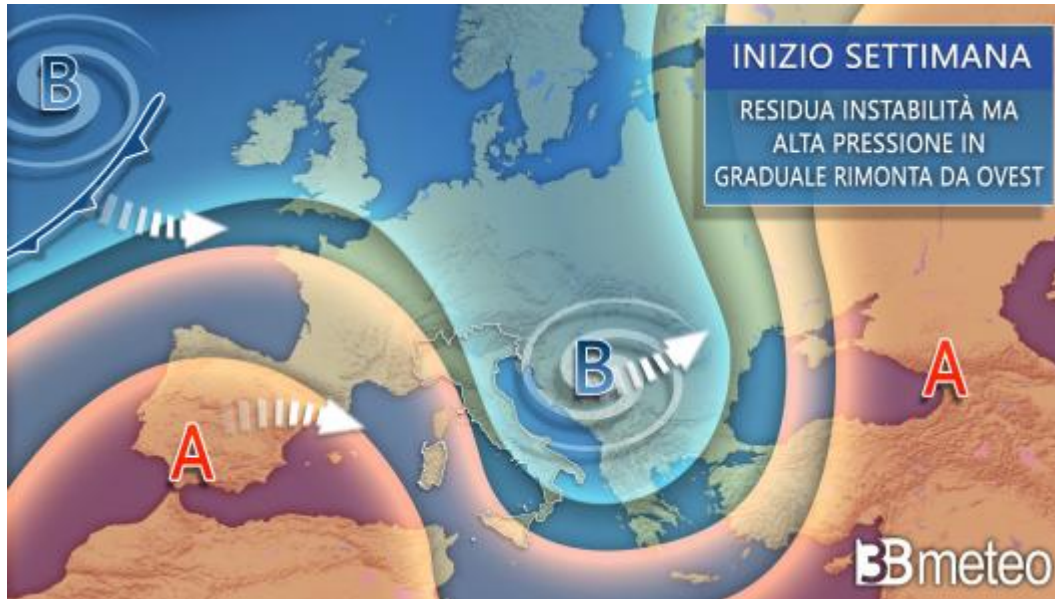 B
INIZIO SETTIMANA
RESIDUA INSTABILITÀ MA
ALTA PRESSIONE IN
GRADUALE RIMONTA DA OVEST
B
A
A
3Bmeteo